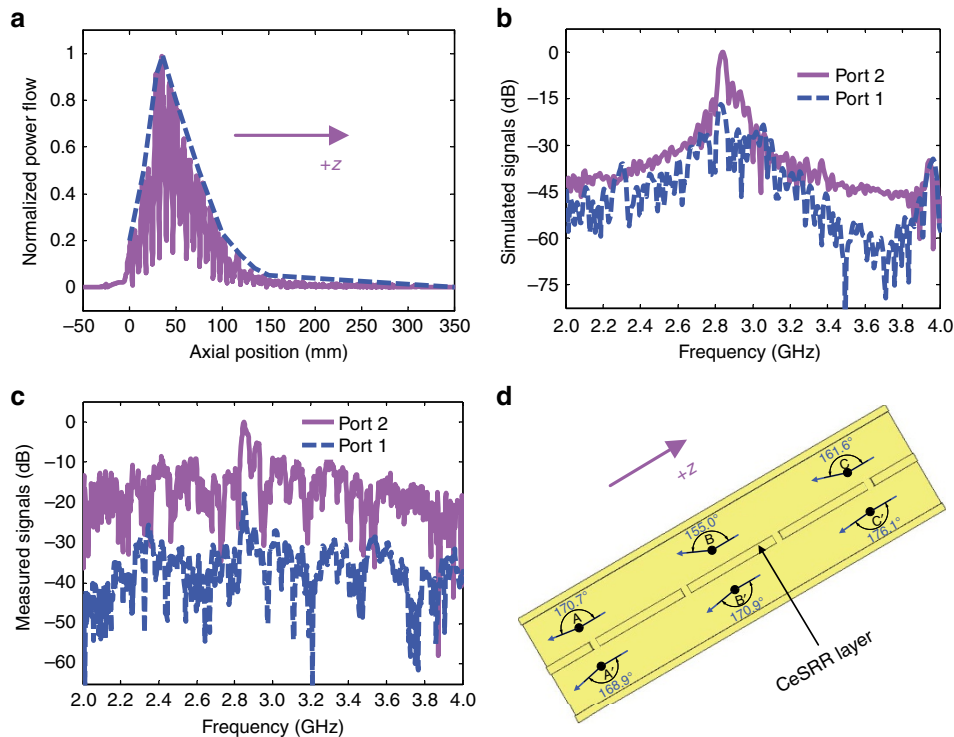 a
Normalized power flow
1
0.8
0.6
0.4
0.2
0
+z
−50 0 50 100 150 200 250 300 350
Axial position (mm)
b
Simulated signals (dB)
0
−15
−30
−45
−60
−75
Port 2
Port 1
2.0 2.2 2.4 2.6 2.8 3.0 3.2 3.4 3.6 3.8 4.0
Frequency (GHz)
c
Measured signals (dB)
0
−10
−20
−30
−40
−50
−60
Port 2
Port 1
2.0 2.2 2.4 2.6 2.8 3.0 3.2 3.4 3.6 3.8 4.0
Frequency (GHz)
d
+z
161.6°
C
C′
176.1°
155.0°
B
B′
170.9°
170.7°
A
A′
168.9°
CeSRR layer